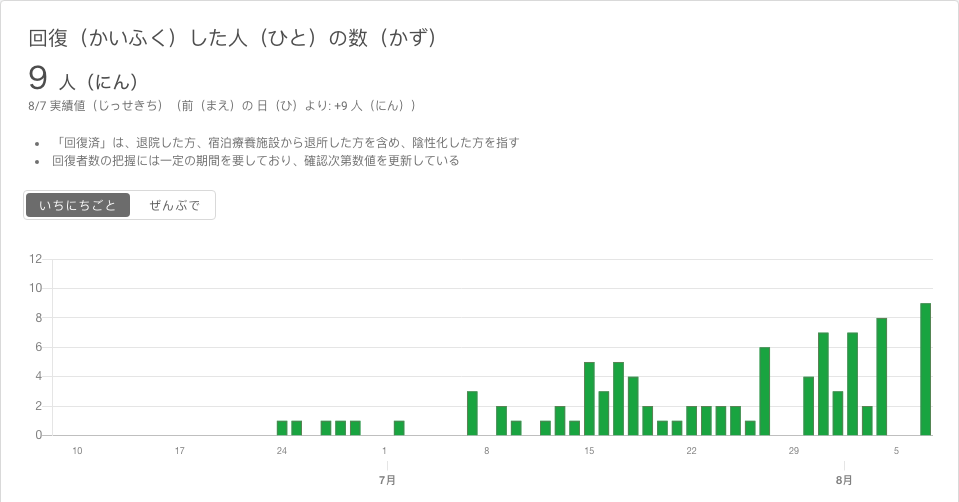 回復（かいふく）した人（ひと）の数（かず）
9 人（にん）
8/7 実績値（じっせきち）（前（まえ）の 日（ひ）より: +9 人（にん））
• 「回復済」は、退院した方、宿泊療養施設から退所した方を含め、陰性化した方を指す
• 回復者数の把握には一定の期間を要しており、確認次第数値を更新している
いちにちごと ぜんぶで
12
10
8
6
4
2
0
10 17 24 1 8 15 22 29 5
7月 8月